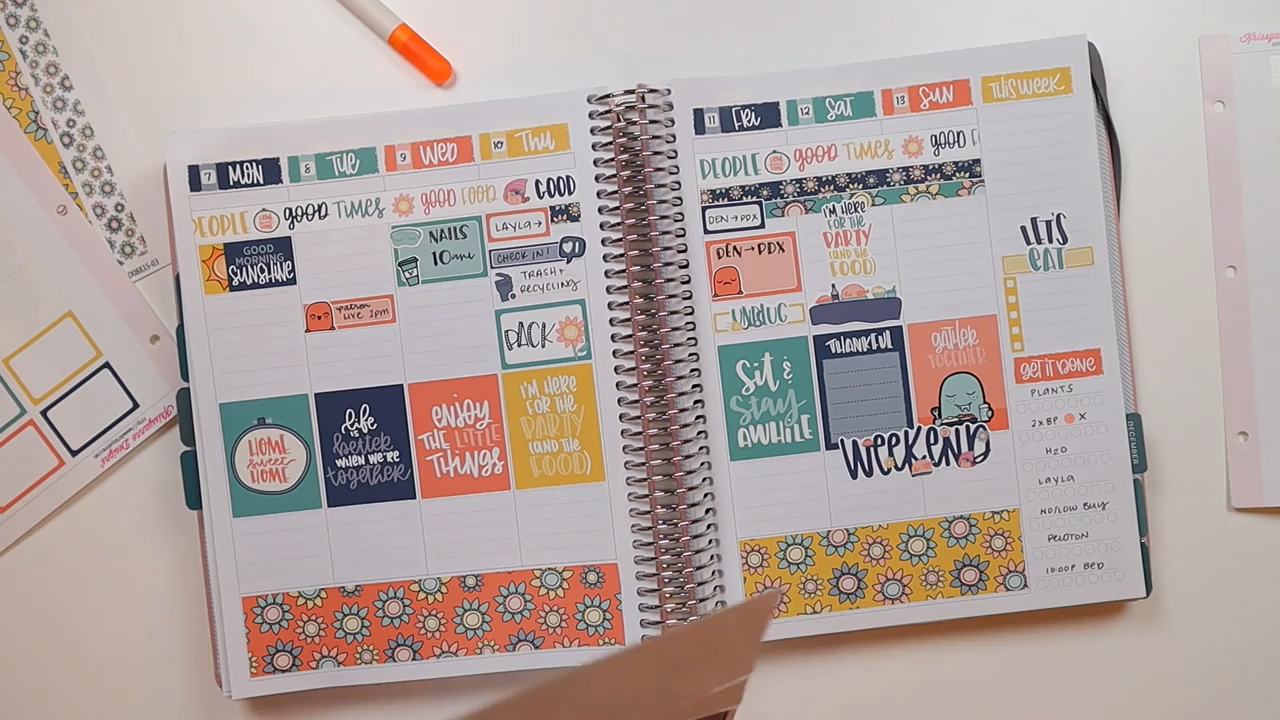 7 MON
8 TUE
9 WED
10 THU
PEOPLE GOOD TIMES GOOD FOOD GOOD
GOOD
MORNING
SUNSHINE
PATREON
LIVE 2PM
NAILS
10am
LAYLA→
CHECK IN!
TRASH +
RECYCLING
PACK
HOME
sweet
HOME
life
IS
better
WHEN WE'RE
together
enjoy
THE LITTLE
THINGS
I'M HERE
FOR THE
PARTY
(AND THE
FOOD)
11 FRI
12 SAT
13 SUN
THIS WEEK
PEOPLE GOOD TIMES GOOD F
DEN→PDX
DEN→PDX
UNPLUG
Sit &
Stay
AWHILE
I'M HERE
FOR THE
PARTY
(AND THE
FOOD)
THANKFUL
gather
TOGETHER
WEEKEND
LET'S
EAT
GET IT DONE
PLANTS
2XBP X
H2O
LAYLA
NO/LOW BUY
PELOTON
10:00P BED
DECEMBER
Krissyanne Designs